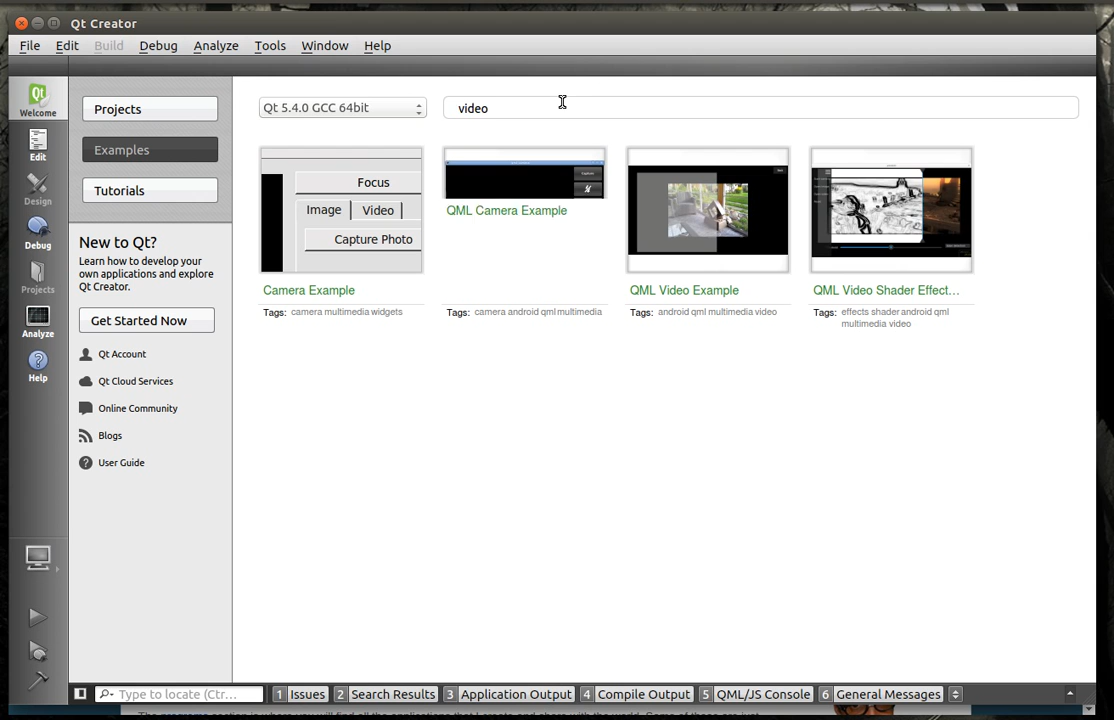 Qt Creator
File Edit Build Debug Analyze Tools Window Help
Welcome
Edit
Design
Debug
Projects
Analyze
Help
Projects
Examples
Tutorials
New to Qt?
Learn how to develop your
own applications and explore
Qt Creator.
Get Started Now
Qt Account
Qt Cloud Services
Online Community
Blogs
User Guide
Qt 5.4.0 GCC 64bit
video
Focus
Image Video
Capture Photo
Camera Example
Tags: camera multimedia widgets
Capture
QML Camera Example
Tags: camera android qml multimedia
QML Video Example
Tags: android qml multimedia video
QML Video Shader Effect...
Tags: effects shader android qml
multimedia video
Type to locate (Ctr... 1 Issues 2 Search Results 3 Application Output 4 Compile Output 5 QML/JS Console 6 General Messages